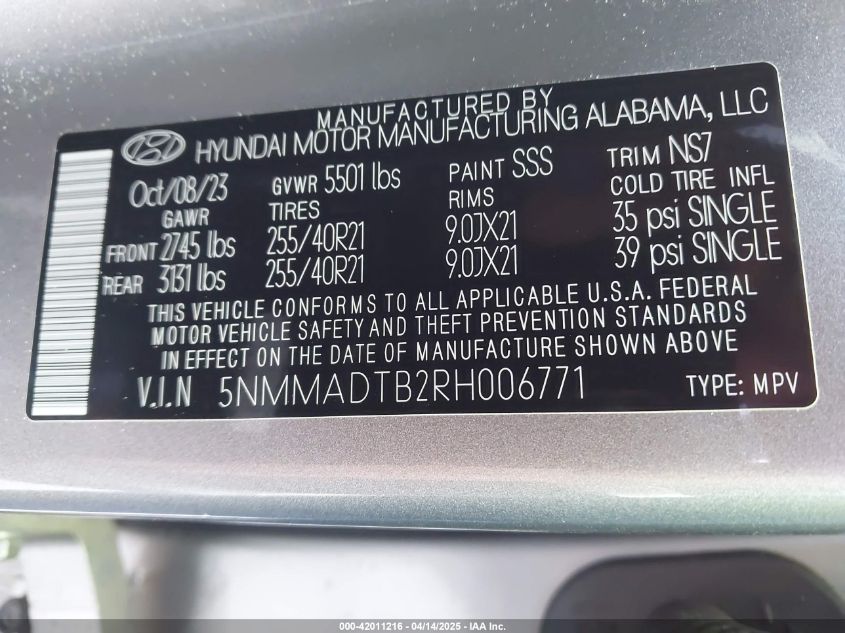 MANUFACTURED BY
HYUNDAI MOTOR MANUFACTURING ALABAMA, LLC
Oct/08/23 GVWR 5501 lbs PAINT SSS TRIM NS7
GAWR TIRES RIMS COLD TIRE INFL
FRONT 2745 lbs 255/40R21 9.0JX21 35 psi SINGLE
REAR 3131 lbs 255/40R21 9.0JX21 39 psi SINGLE
THIS VEHICLE CONFORMS TO ALL APPLICABLE U.S.A. FEDERAL
MOTOR VEHICLE SAFETY AND THEFT PREVENTION STANDARDS
IN EFFECT ON THE DATE OF MANUFACTURE SHOWN ABOVE
V.I.N 5NMMADTB2RH006771 TYPE: MPV
000-42011216 - 04/14/2025 - IAA Inc.